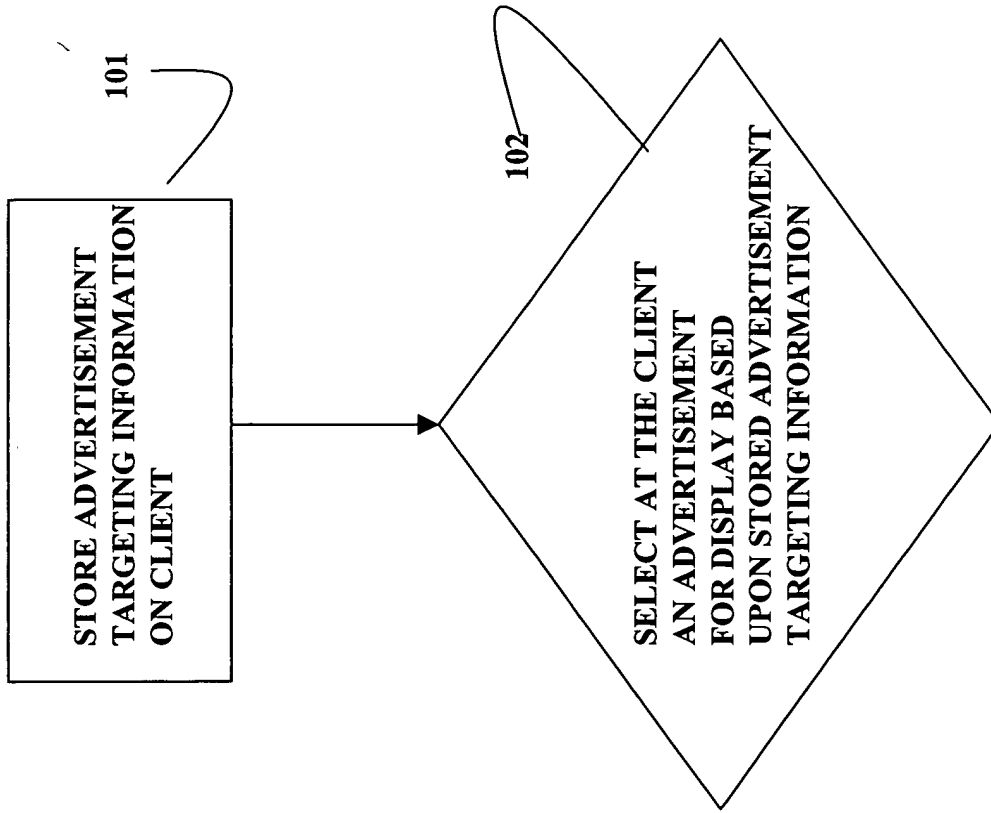 STORE ADVERTISEMENT
TARGETING INFORMATION
ON CLIENT
101
SELECT AT THE CLIENT
AN ADVERTISEMENT
FOR DISPLAY BASED
UPON STORED ADVERTISEMENT
TARGETING INFORMATION
102